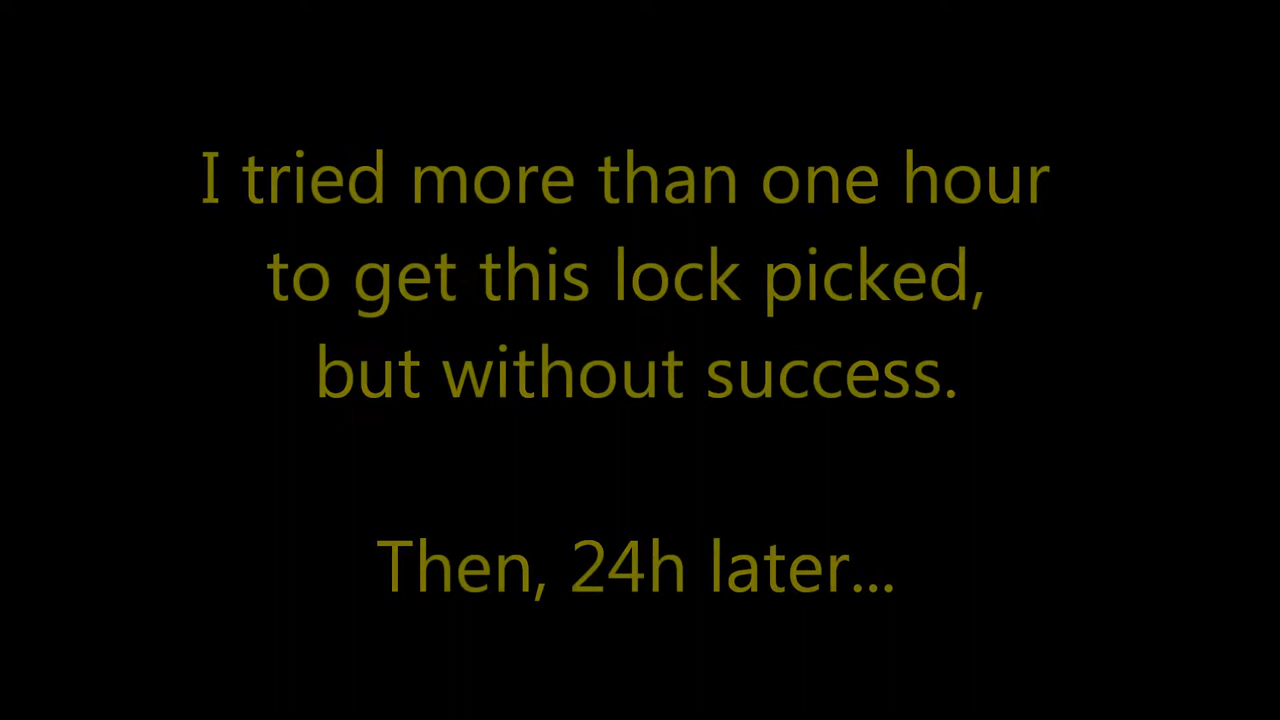 I tried more than one hour
to get this lock picked,
but without success.
Then, 24h later...